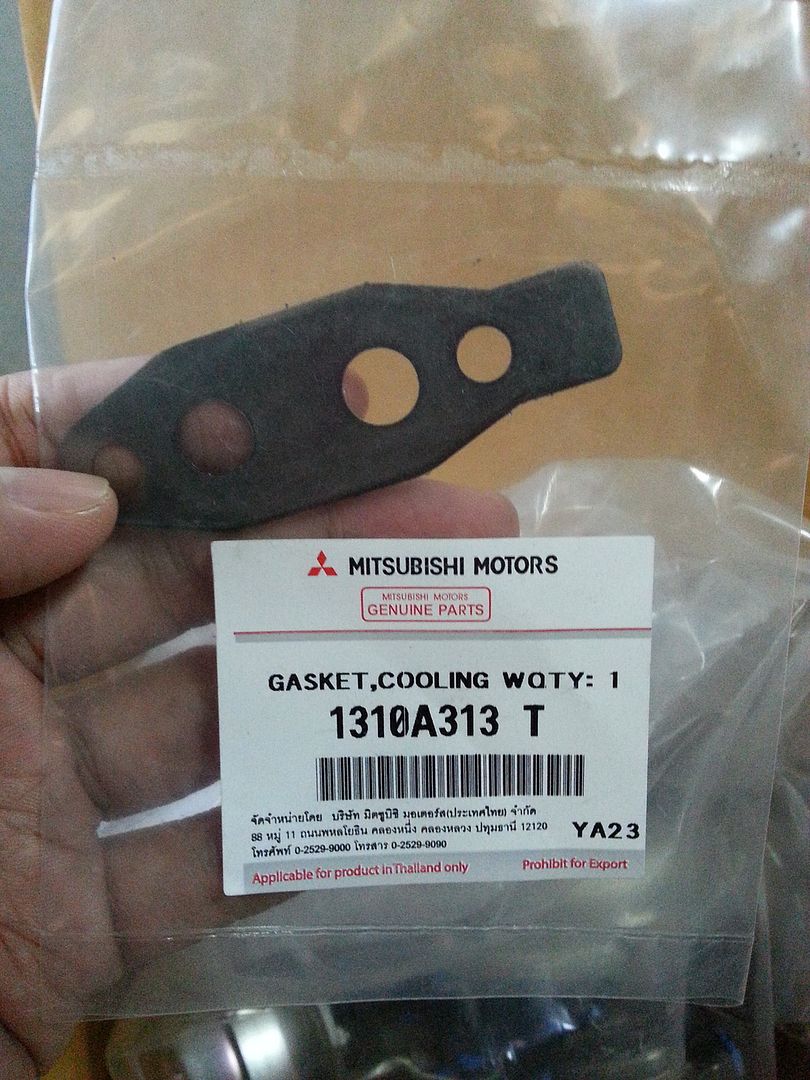 MITSUBISHI MOTORS
MITSUBISHI MOTORS
GENUINE PARTS
GASKET,COOLING WQTY: 1
1310A313 T
จัดจำหน่ายโดย บริษัท มิตซูบิชิ มอเตอร์ส(ประเทศไทย) จำกัด
88 หมู่ 11 ถนนพหลโยธิน คลองหนึ่ง คลองหลวง ปทุมธานี 12120
โทรศัพท์ 0-2529-9000 โทรสาร 0-2529-9090
YA23
Applicable for product in Thailand only Prohibit for Export